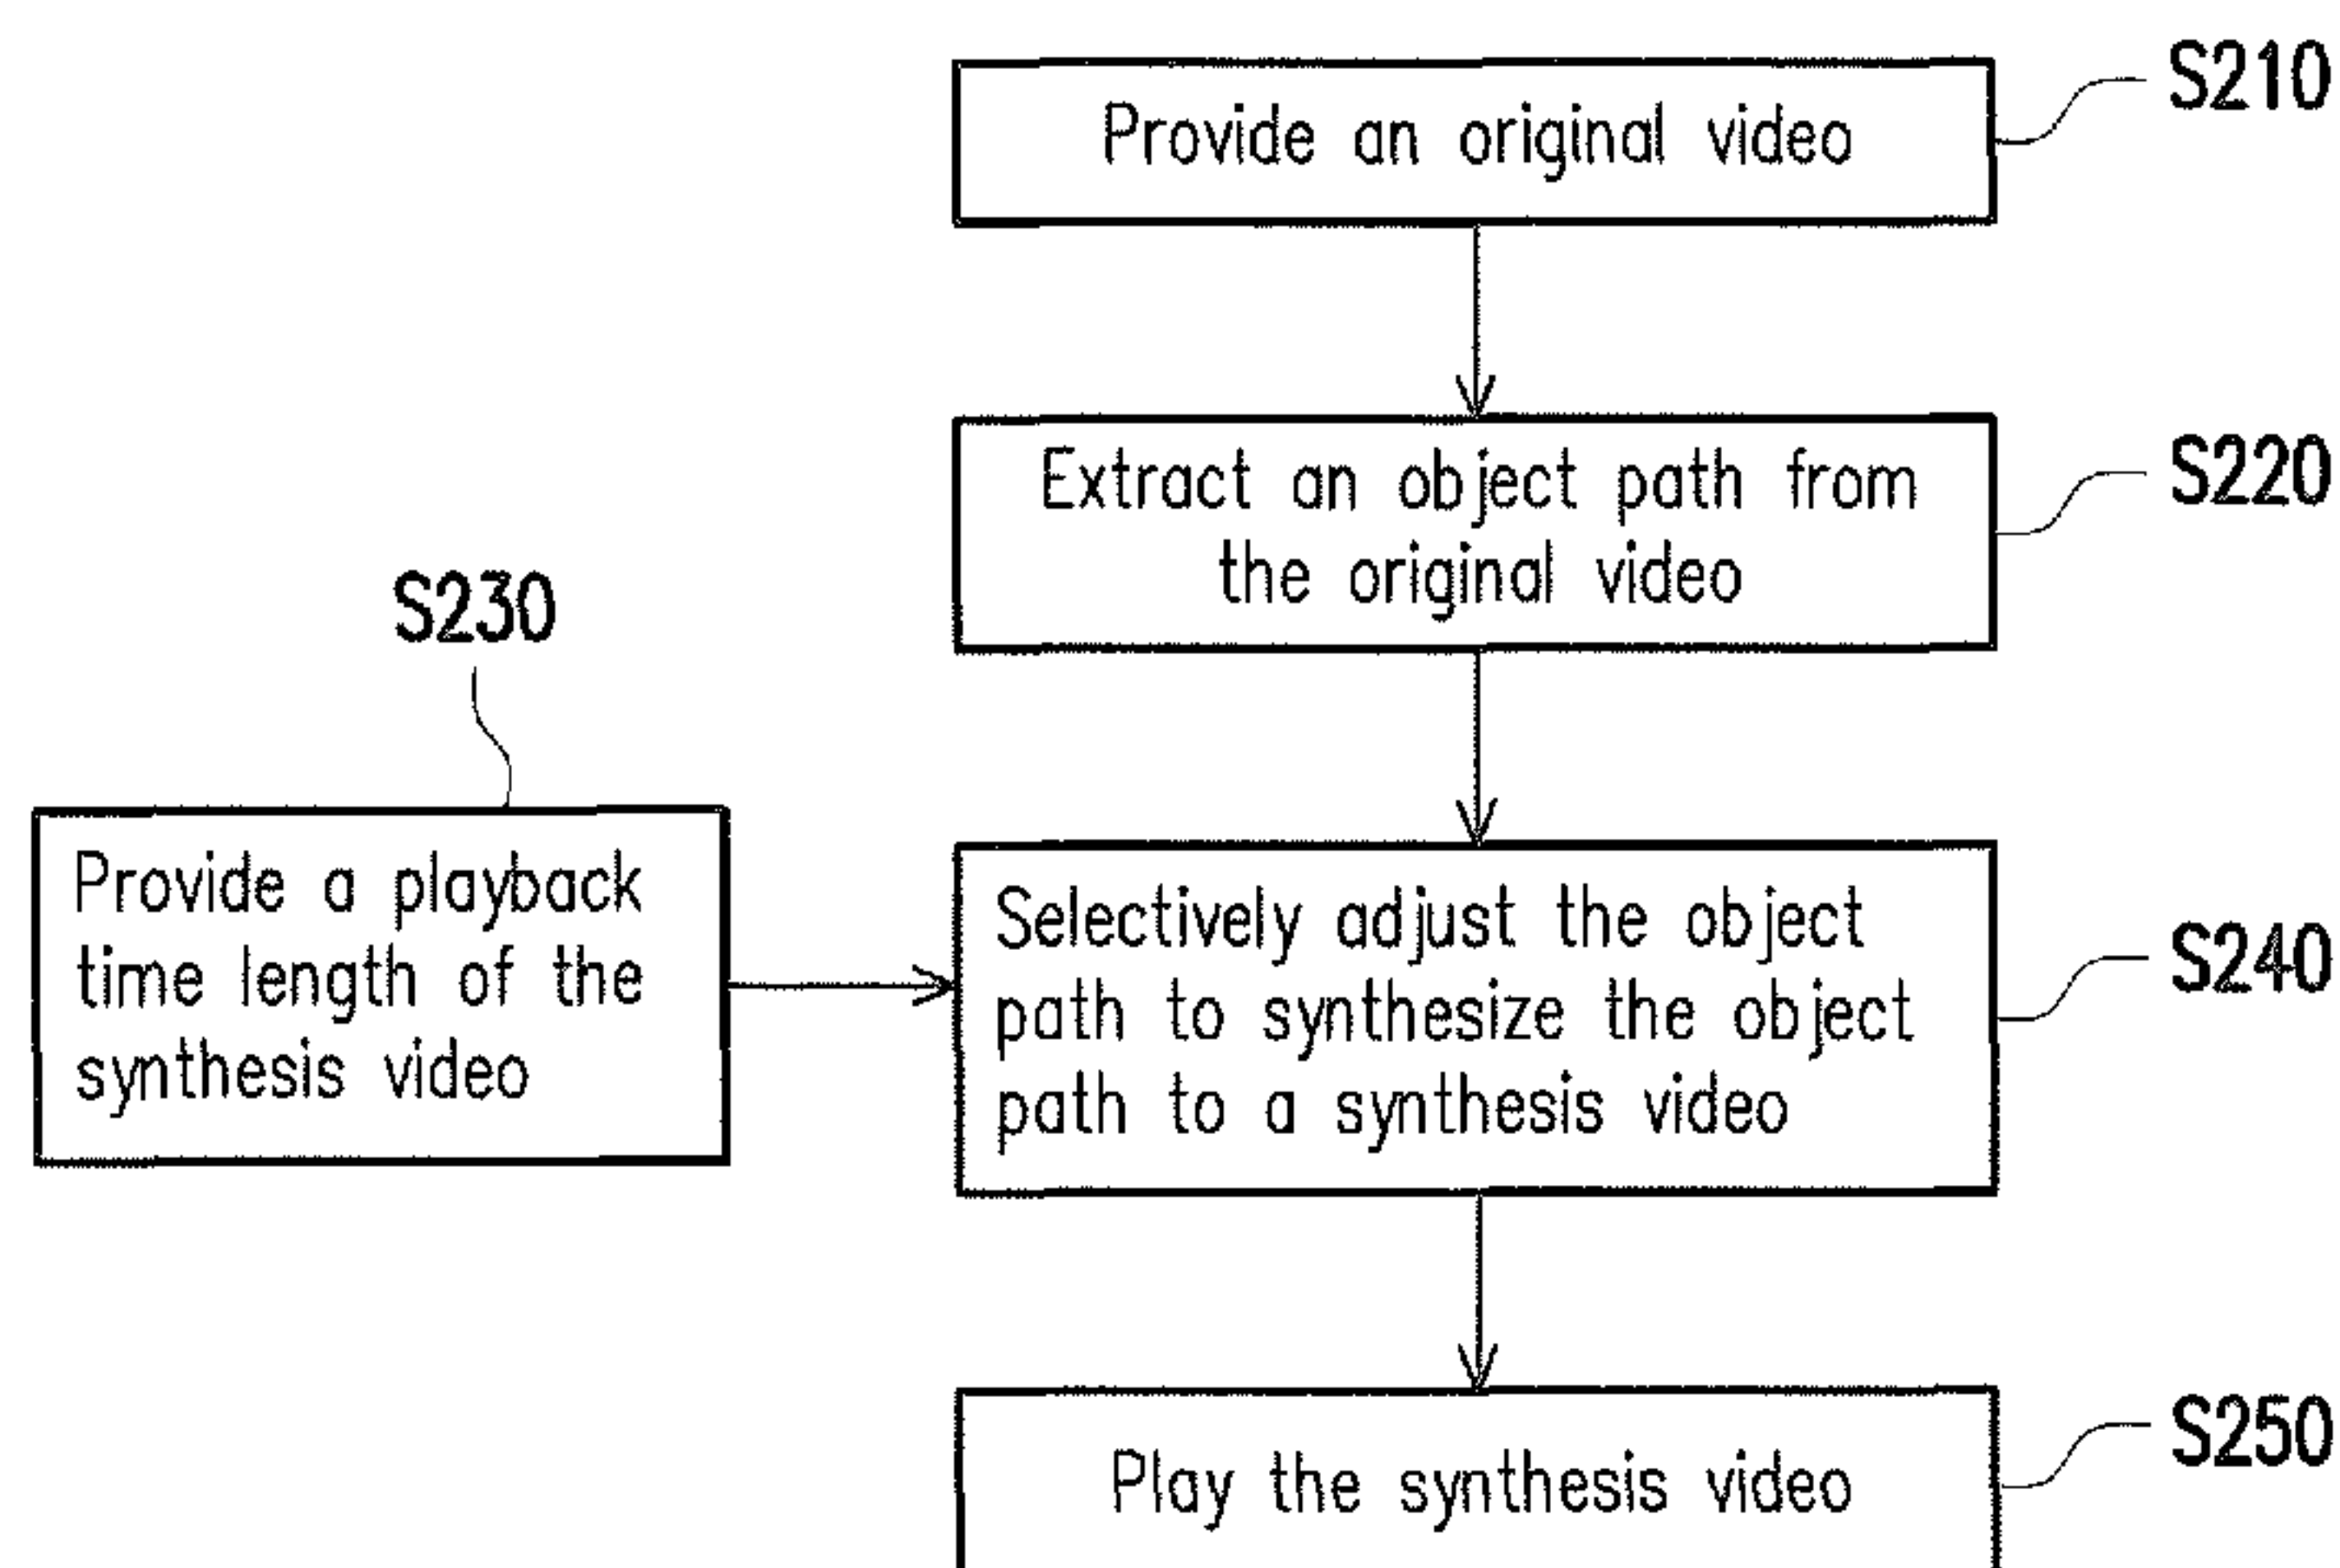 S210
Provide an original video
S220
Extract an object path from
the original video
S230
Provide a playback
time length of the
synthesis video
S240
Selectively adjust the object
path to synthesize the object
path to a synthesis video
S250
Play the synthesis video